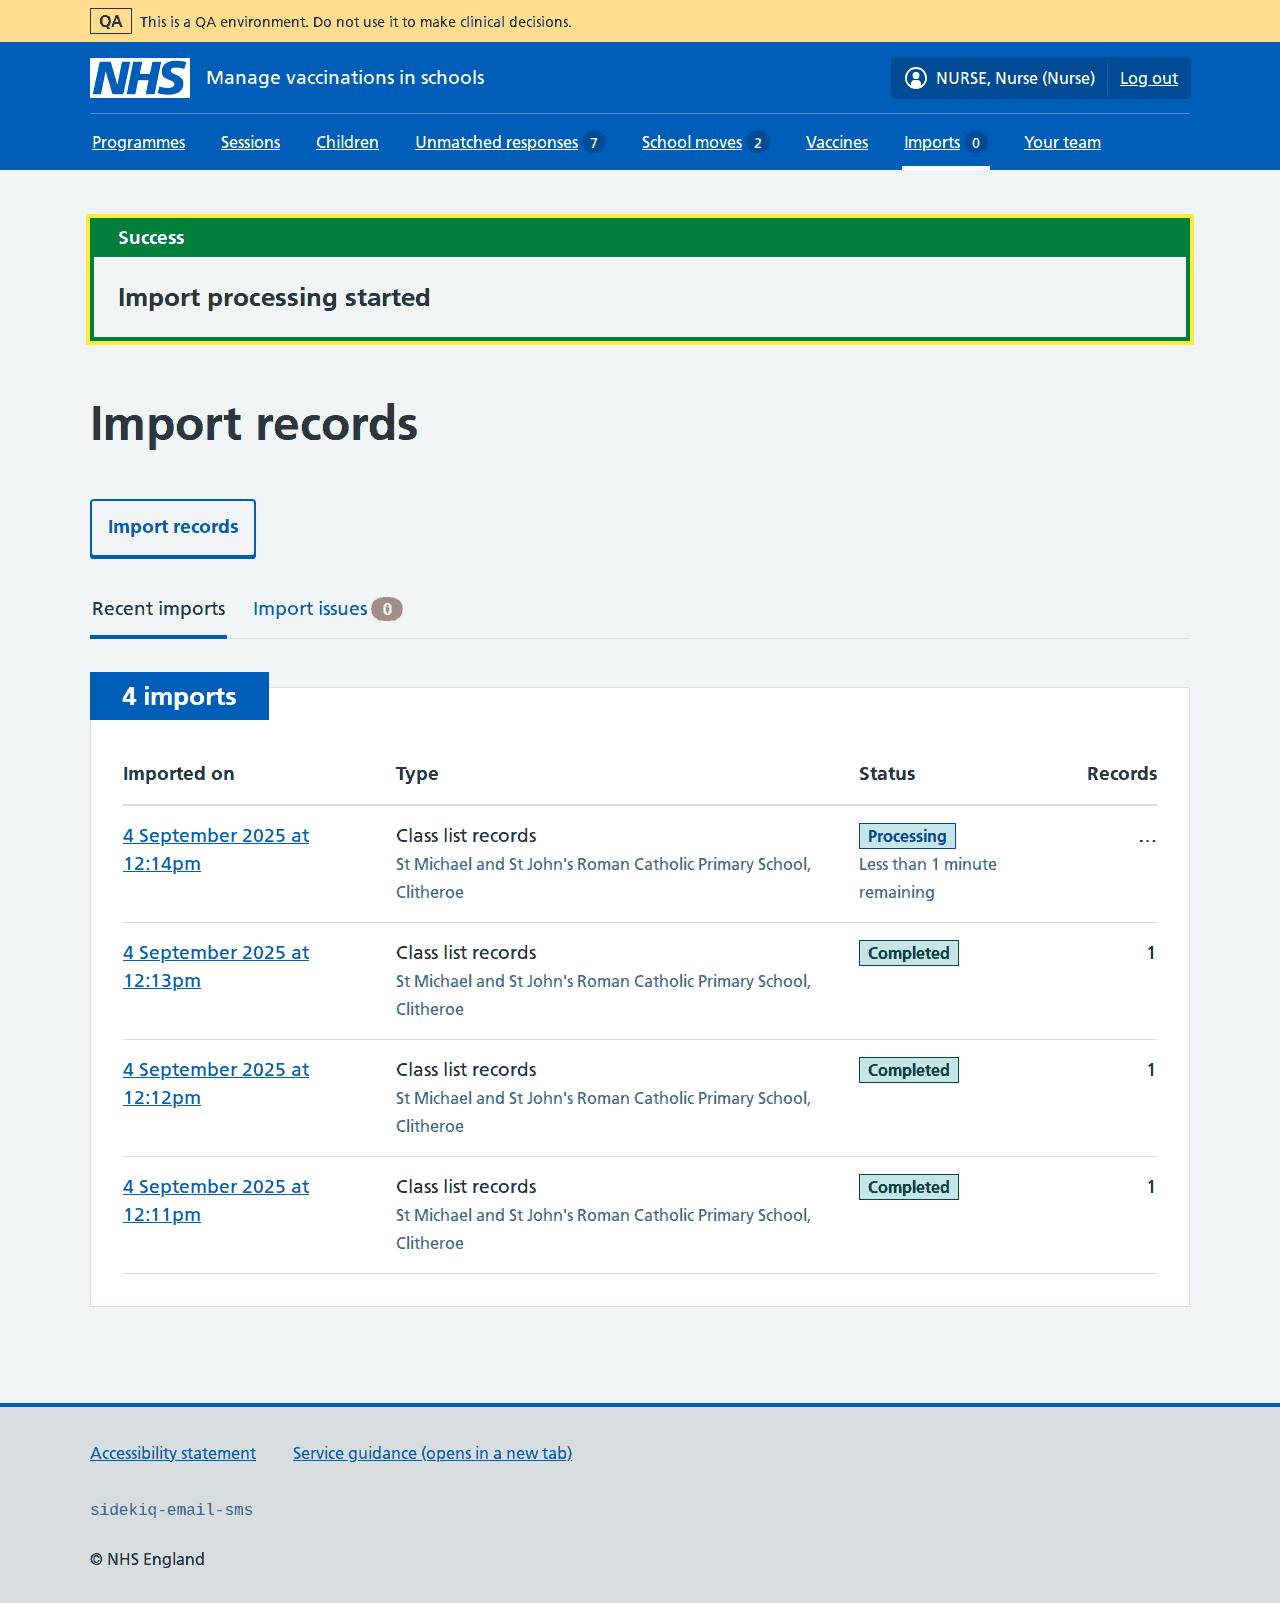 QA This is a QA environment. Do not use it to make clinical decisions.
NHS Manage vaccinations in schools NURSE, Nurse (Nurse) Log out
Programmes Sessions Children Unmatched responses 7 School moves 2 Vaccines Imports 0 Your team
Success
Import processing started
Import records
Import records
Recent imports Import issues 0
4 imports
Imported on Type Status Records
4 September 2025 at Class list records Processing ...
12:14pm St Michael and St John's Roman Catholic Primary School, Less than 1 minute
Clitheroe remaining
4 September 2025 at Class list records Completed 1
12:13pm St Michael and St John's Roman Catholic Primary School,
Clitheroe
4 September 2025 at Class list records Completed 1
12:12pm St Michael and St John's Roman Catholic Primary School,
Clitheroe
4 September 2025 at Class list records Completed 1
12:11pm St Michael and St John's Roman Catholic Primary School,
Clitheroe
Accessibility statement Service guidance (opens in a new tab)
sidekiq-email-sms
© NHS England